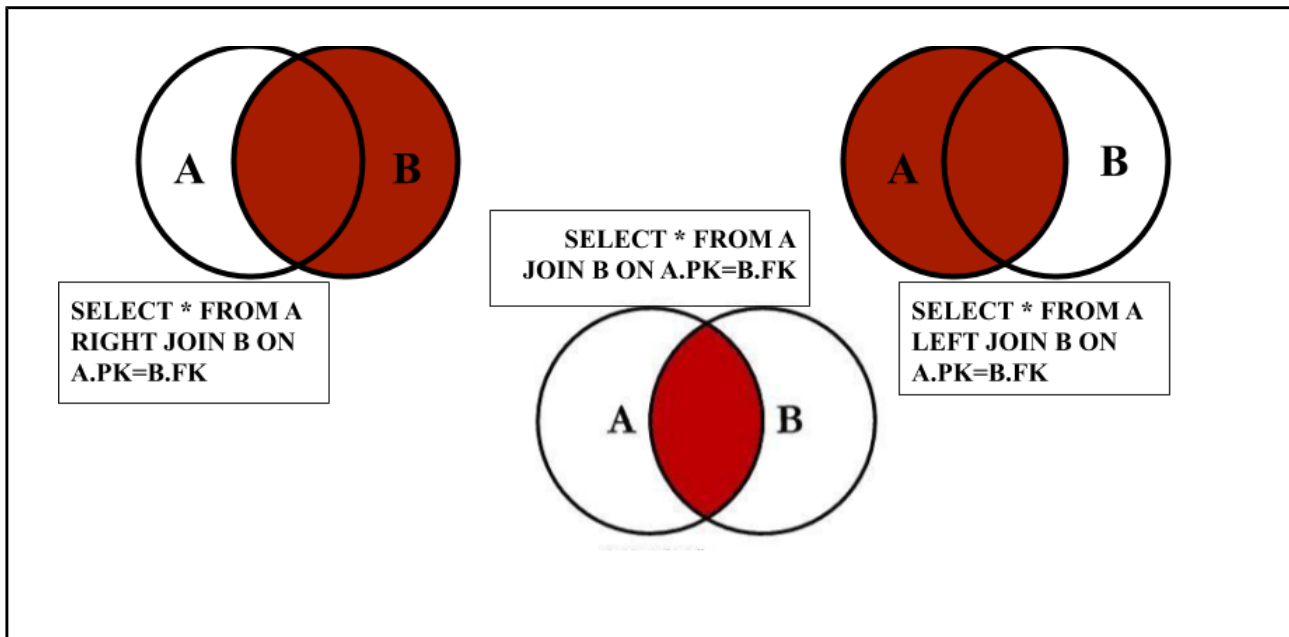 A
B
SELECT * FROM A
RIGHT JOIN B ON
A.PK=B.FK
SELECT * FROM A
JOIN B ON A.PK=B.FK
A
B
A
B
SELECT * FROM A
LEFT JOIN B ON
A.PK=B.FK